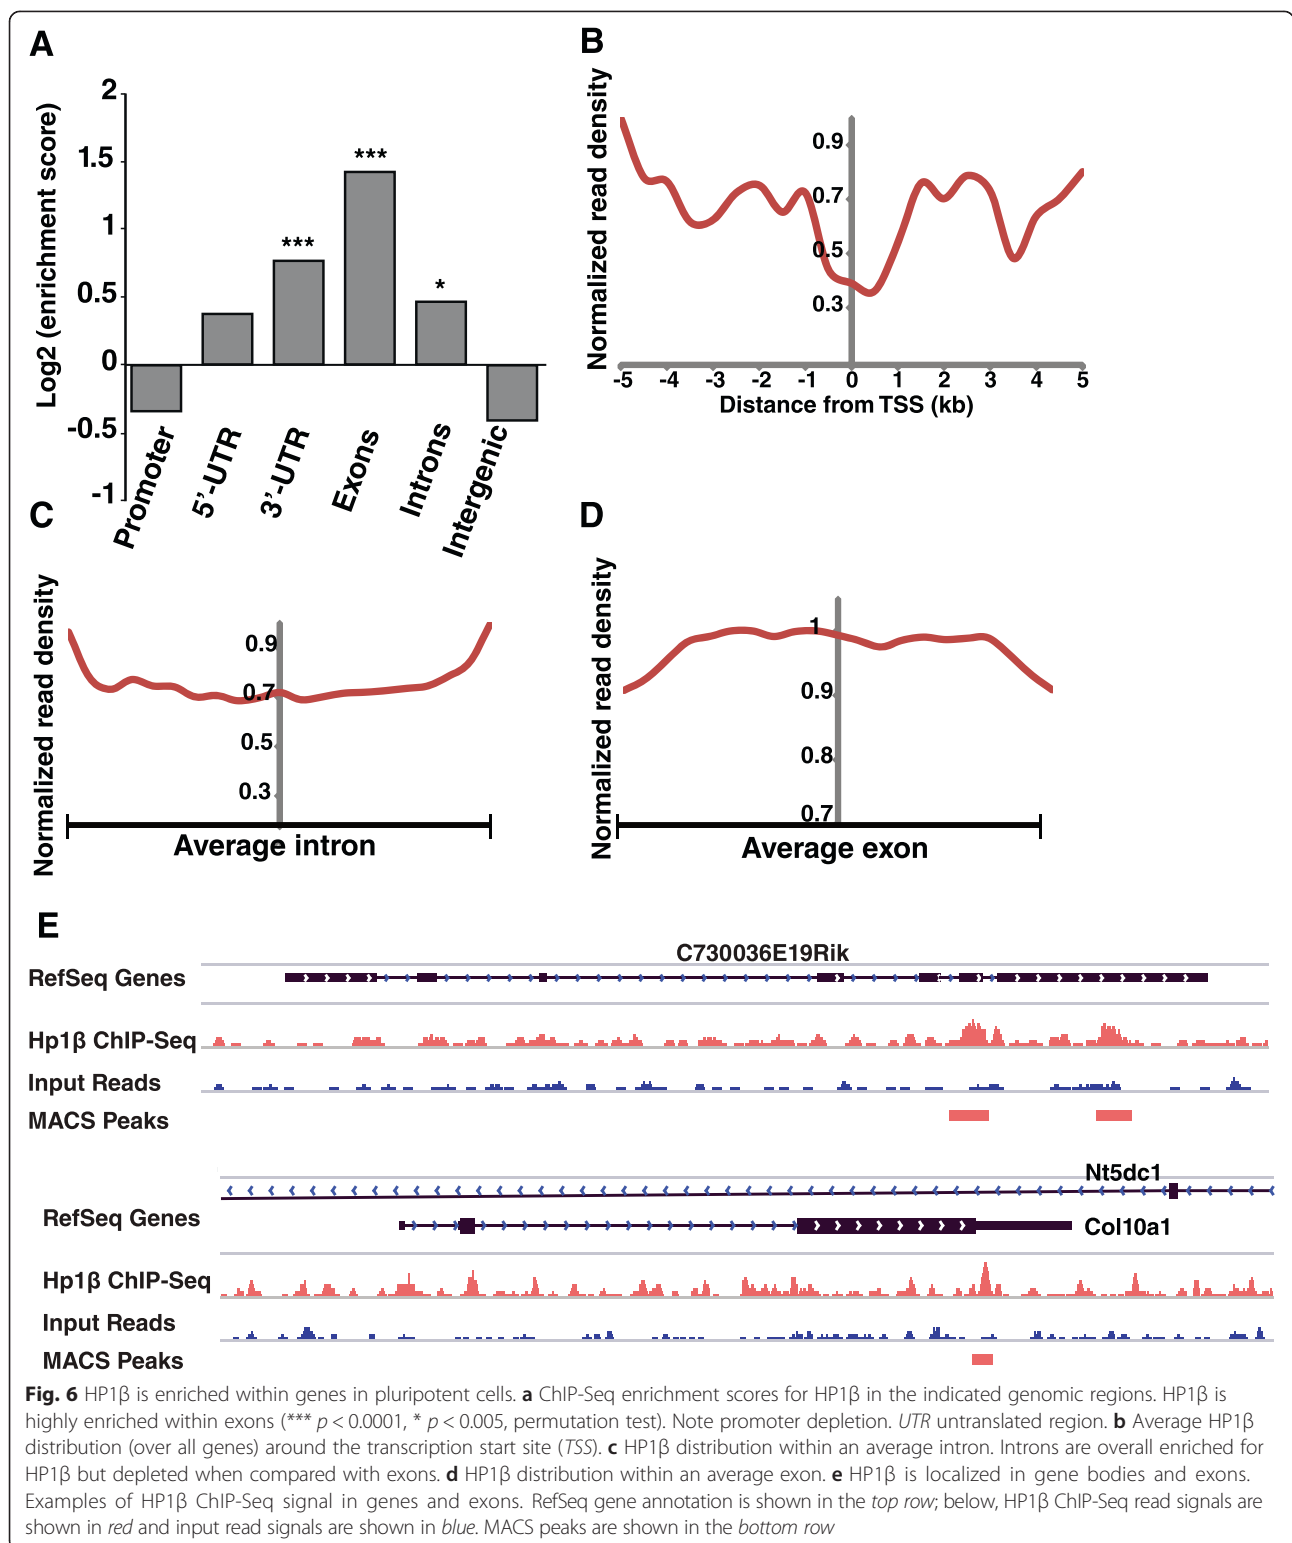 A
Log2 (enrichment score)
2
1.5
1
0.5
0
-0.5
-1
***
***
*
Promoter
5’-UTR
3’-UTR
Exons
Introns
Intergenic
B
Normalized read density
0.9
0.7
0.5
0.3
-5 -4 -3 -2 -1 0 1 2 3 4 5
Distance from TSS (kb)
C
Normalized read density
0.9
0.7
0.5
0.3
Average intron
D
Normalized read density
1
0.9
0.8
0.7
Average exon
E
C730036E19Rik
RefSeq Genes
Hp1β ChIP-Seq
Input Reads
MACS Peaks
Nt5dc1
RefSeq Genes
Col10a1
Hp1β ChIP-Seq
Input Reads
MACS Peaks
Fig. 6 HP1β is enriched within genes in pluripotent cells. a ChIP-Seq enrichment scores for HP1β in the indicated genomic regions. HP1β is
highly enriched within exons (*** p < 0.0001, * p < 0.005, permutation test). Note promoter depletion. UTR untranslated region. b Average HP1β
distribution (over all genes) around the transcription start site (TSS). c HP1β distribution within an average intron. Introns are overall enriched for
HP1β but depleted when compared with exons. d HP1β distribution within an average exon. e HP1β is localized in gene bodies and exons.
Examples of HP1β ChIP-Seq signal in genes and exons. RefSeq gene annotation is shown in the top row; below, HP1β ChIP-Seq read signals are
shown in red and input read signals are shown in blue. MACS peaks are shown in the bottom row